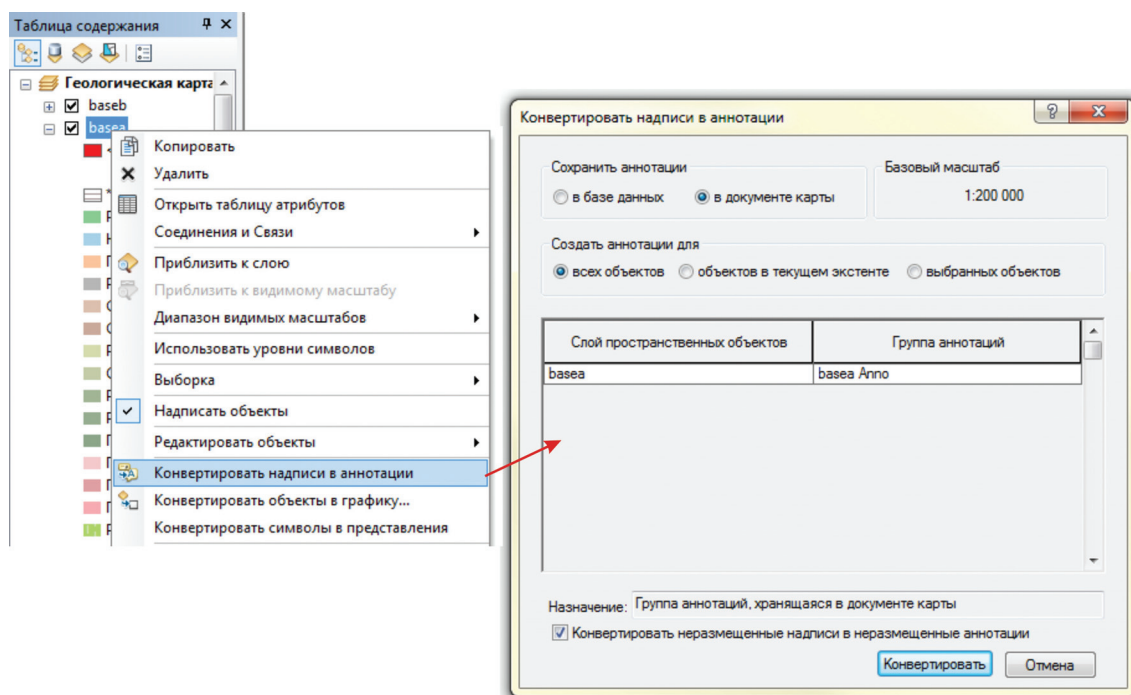 Таблица содержания
Геологическая карта
baseb
basea
Копировать
Удалить
Открыть таблицу атрибутов
Соединения и Связи
Приблизить к слою
Приблизить к видимому масштабу
Диапазон видимых масштабов
Использовать уровни символов
Выборка
Надписать объекты
Редактировать объекты
Конвертировать надписи в аннотации
Конвертировать объекты в графику...
Конвертировать символы в представления
Конвертировать надписи в аннотации
Сохранить аннотации
Базовый масштаб
в базе данных в документе карты
1:200 000
Создать аннотации для
всех объектов объектов в текущем экстенте выбранных объектов
Слой пространственных объектов Группа аннотаций
basea basea Anno
Назначение: Группа аннотаций, хранящаяся в документе карты
Конвертировать неразмещенные надписи в неразмещенные аннотации
Конвертировать Отмена